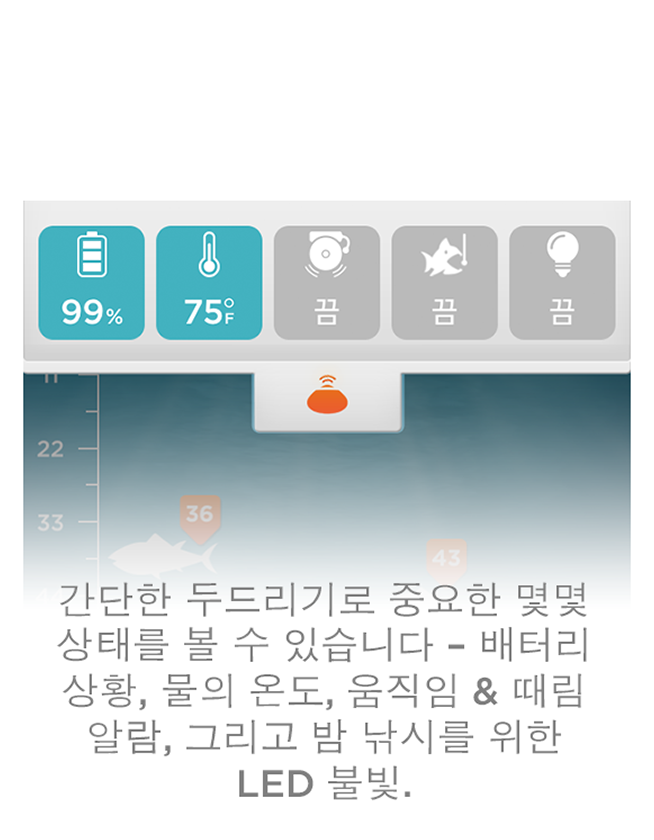 99%
75°F
끔
끔
끔
11
22
33
36
43
간단한 두드리기로 중요한 몇몇
상태를 볼 수 있습니다 – 배터리
상황, 물의 온도, 움직임 & 때림
알람, 그리고 밤 낚시를 위한
LED 불빛.